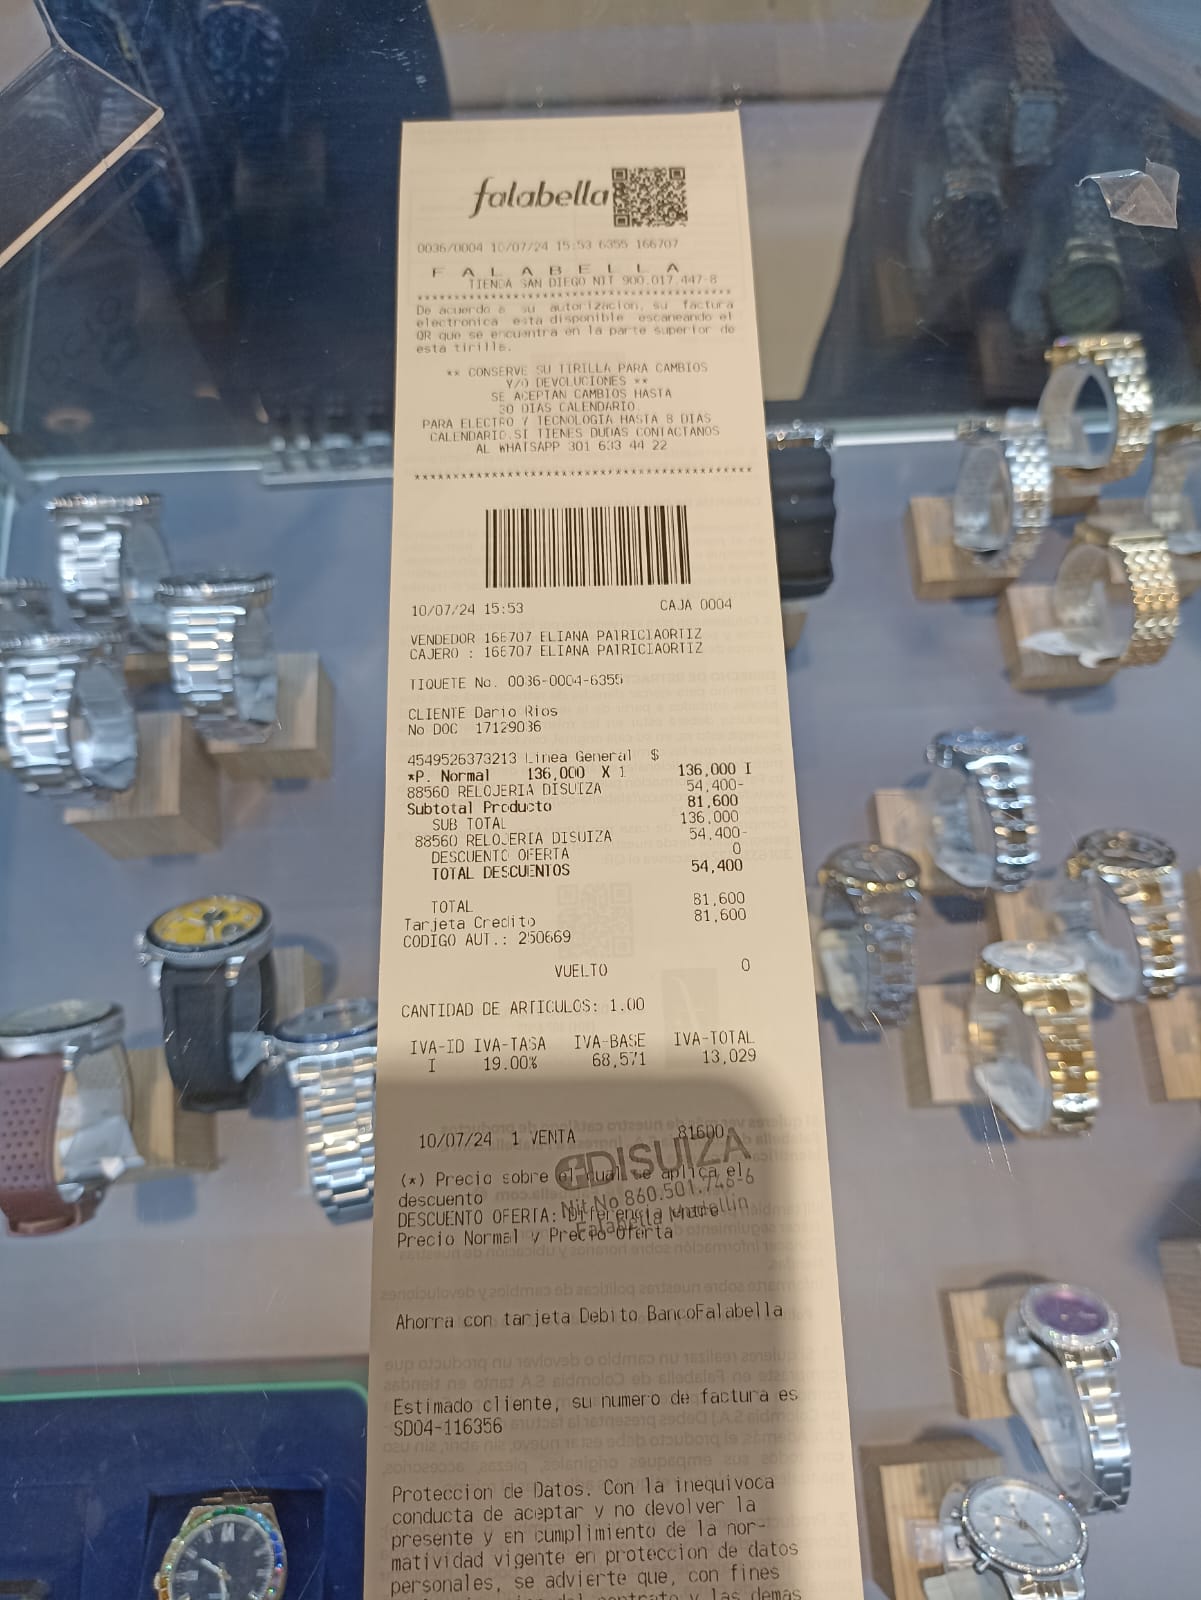 falabella
0036/0004 10/07/24 15:53 6355 166707
F A L A B E L L A
TIENDA SAN DIEGO NIT 900.017.447-8
De acuerdo a su autorizacion, su factura
electronica esta disponible escaneando el
QR que se encuentra en la parte superior de
esta tirilla.
** CONSERVE SU TIRILLA PARA CAMBIOS
Y/O DEVOLUCIONES **
SE ACEPTAN CAMBIOS HASTA
30 DIAS CALENDARIO.
PARA ELECTRO Y TECNOLOGIA HASTA 8 DIAS
CALENDARIO.SI TIENES DUDAS CONTACTANOS
AL WHATSAPP 301 633 44 22
10/07/24 15:53 CAJA 0004
VENDEDOR 166707 ELIANA PATRICIAORTIZ
CAJERO : 166707 ELIANA PATRICIAORTIZ
TIQUETE No. 0036-0004-6355
CLIENTE Dario Rios
No DOC 17129036
4549526373213 Linea General $
*P. Normal 136,000 X 1 136,000 I
88560 RELOJERIA DISUIZA 54,400-
Subtotal Producto 81,600
SUB TOTAL 136,000
88560 RELOJERIA DISUIZA 54,400-
DESCUENTO OFERTA 0
TOTAL DESCUENTOS 54,400
TOTAL 81,600
Tarjeta Credito 81,600
CODIGO AUT.: 250669
VUELTO 0
CANTIDAD DE ARTICULOS: 1.00
IVA-ID IVA-TASA IVA-BASE IVA-TOTAL
I 19.00% 68,571 13,029
10/07/24 1 VENTA 81600
DISUIZA
(*) Precio sobre el cual se aplica el
descuento
Nit.No 860.501.746-6
DESCUENTO OFERTA: Diferencia entre
Falabella Medellin
Precio Normal y Precio Oferta
Ahorra con tarjeta Debito BancoFalabella
Estimado cliente, su numero de factura es
SD04-116356
Proteccion de Datos. Con la inequivoca
conducta de aceptar y no devolver la
presente y en cumplimiento de la nor-
matividad vigente en proteccion de datos
personales, se advierte que, con fines
contrato y las demas